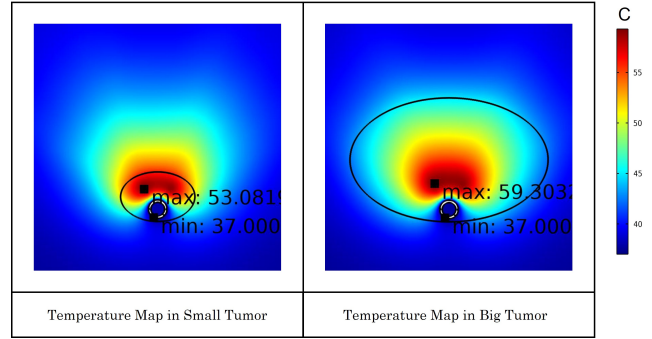 C
max: 53.081
min: 37.000
max: 59.303
min: 37.000
55
50
45
40
Temperature Map in Small Tumor
Temperature Map in Big Tumor